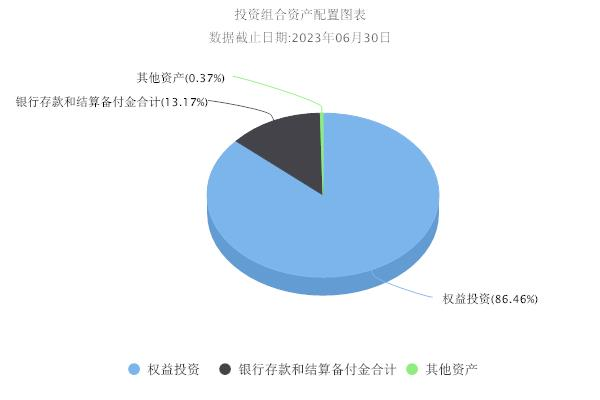 投资组合资产配置图表
数据截止日期:2023年06月30日
其他资产(0.37%)
银行存款和结算备付金合计(13.17%)
权益投资(86.46%)
权益投资 银行存款和结算备付金合计 其他资产